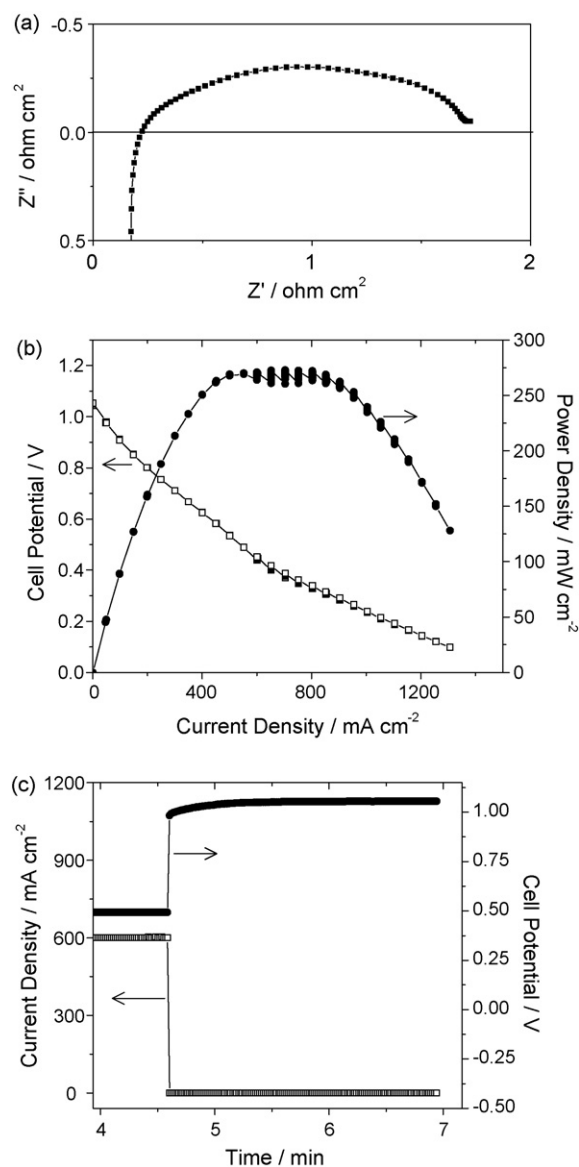 (a)
-0.5
0.0
0.5
Z'' / ohm cm2
0 1 2
Z' / ohm cm2
(b)
1.2
1.0
0.8
0.6
0.4
0.2
0.0
Cell Potential / V
300
250
200
150
100
50
0
Power Density / mW cm-2
0 400 800 1200
Current Density / mA cm-2
(c)
1200
900
600
300
0
Current Density / mA cm-2
1.00
0.75
0.50
0.25
0.00
-0.25
-0.50
Cell Potential / V
4 5 6 7
Time / min